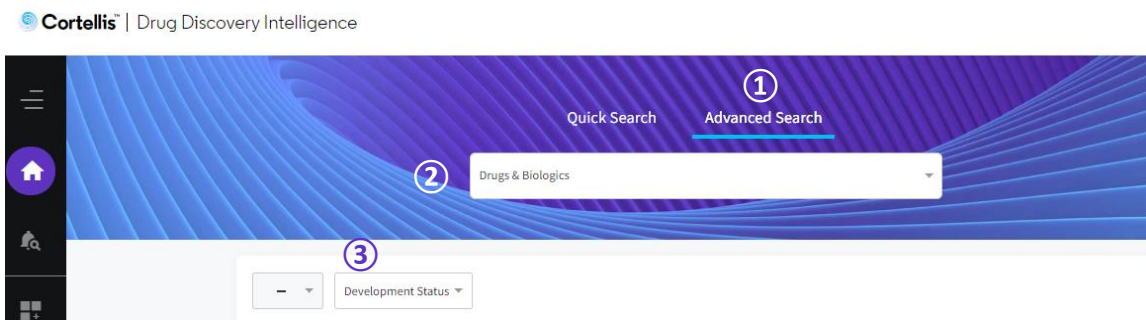 Cortellis™ | Drug Discovery Intelligence
①
Quick Search Advanced Search
② Drugs & Biologics
③
– Development Status